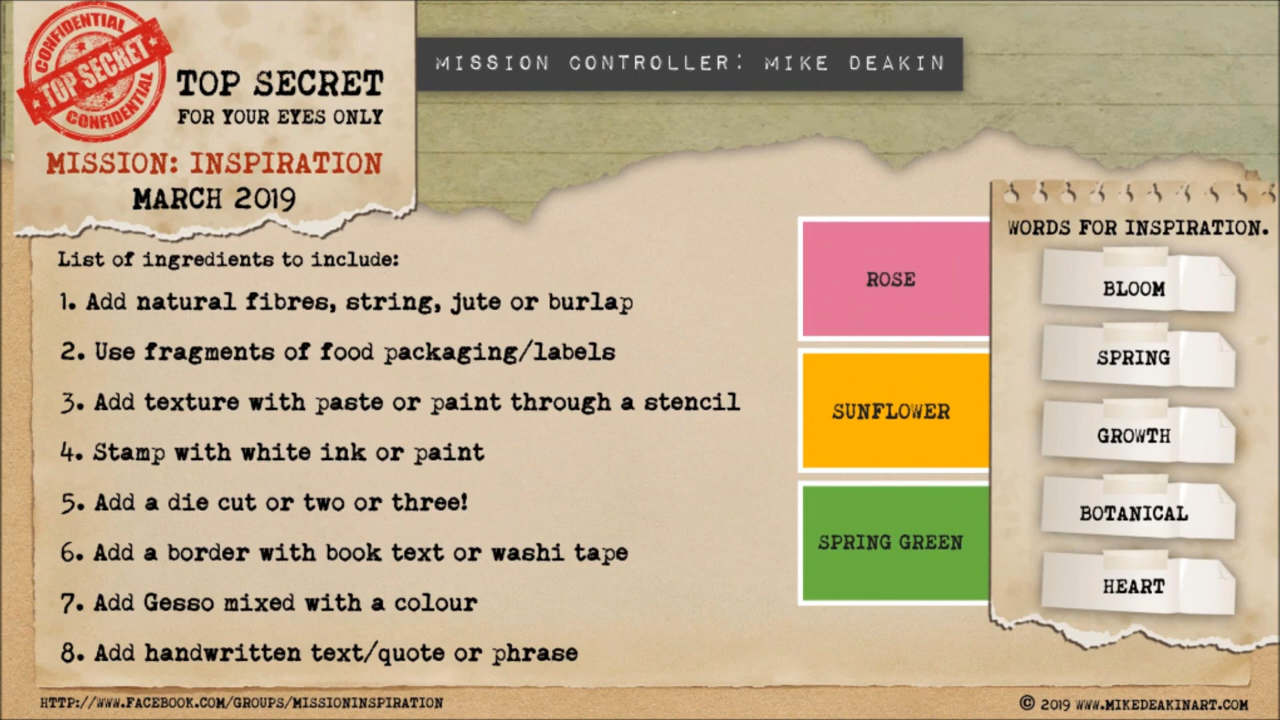 CONFIDENTIAL
TOP SECRET
CONFIDENTIAL
TOP SECRET
FOR YOUR EYES ONLY
MISSION: INSPIRATION
MARCH 2019
MISSION CONTROLLER: MIKE DEAKIN
List of ingredients to include:
1. Add natural fibres, string, jute or burlap
2. Use fragments of food packaging/labels
3. Add texture with paste or paint through a stencil
4. Stamp with white ink or paint
5. Add a die cut or two or three!
6. Add a border with book text or washi tape
7. Add Gesso mixed with a colour
8. Add handwritten text/quote or phrase
ROSE
SUNFLOWER
SPRING GREEN
WORDS FOR INSPIRATION.
BLOOM
SPRING
GROWTH
BOTANICAL
HEART
HTTP://WWW.FACEBOOK.COM/GROUPS/MISSIONINSPIRATION
© 2019 WWW.MIKEDEAKINART.COM